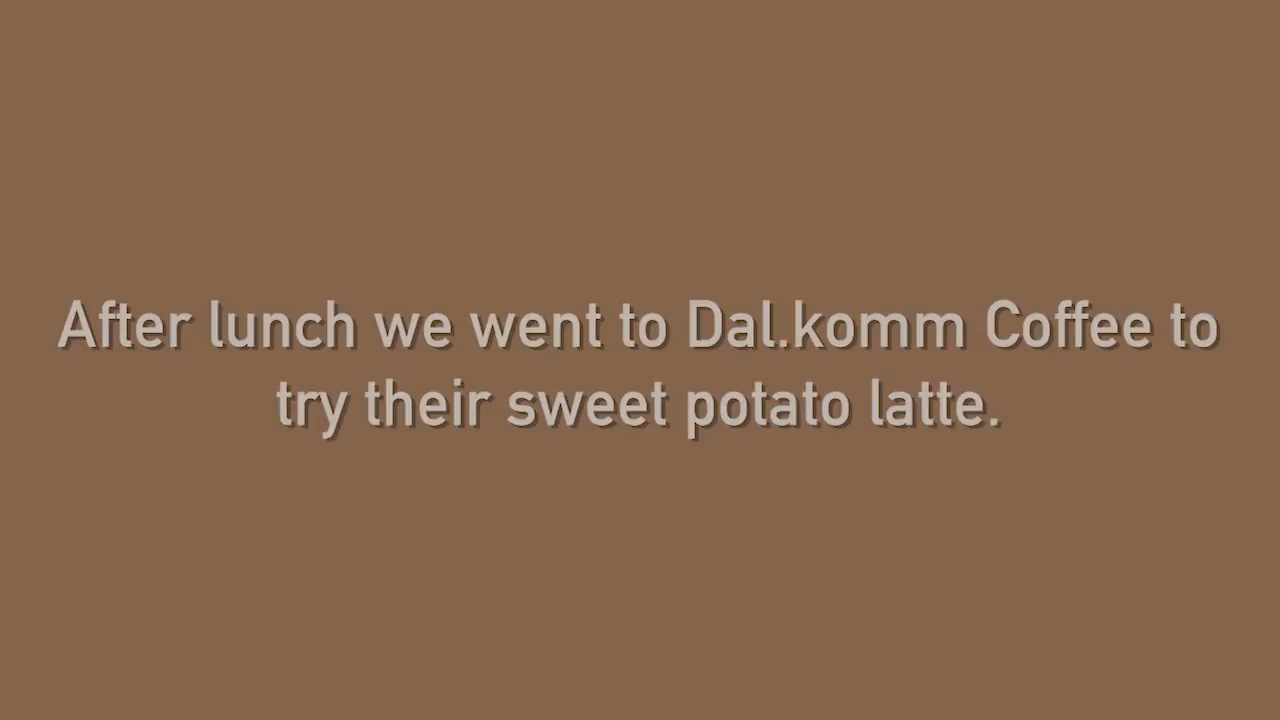 After lunch we went to Dal.komm Coffee to
try their sweet potato latte.